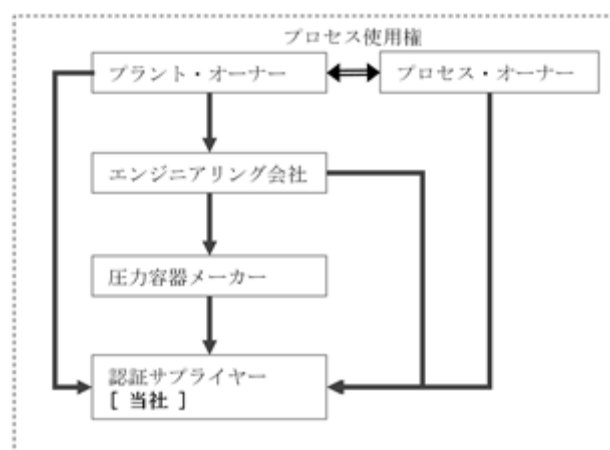 プロセス使用権
プラント・オーナー
プロセス・オーナー
エンジニアリング会社
圧力容器メーカー
認証サプライヤー
[ 当社 ]